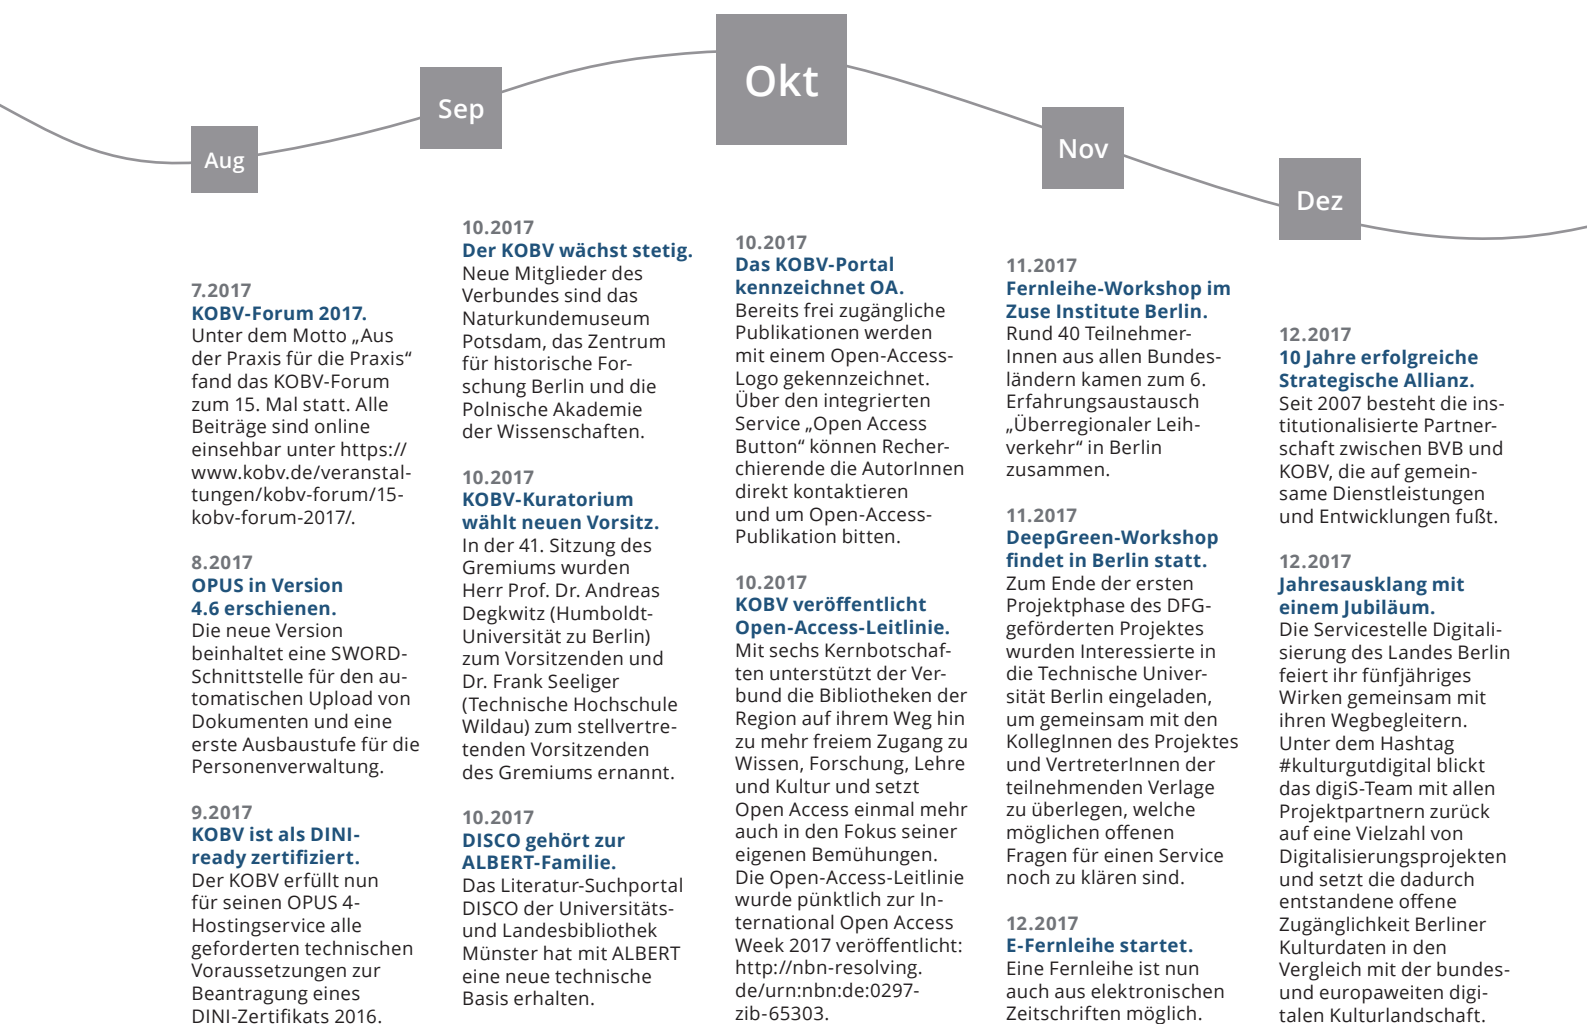 Aug
Sep
Okt
Nov
Dez
7.2017
KOBV-Forum 2017.
Unter dem Motto „Aus
der Praxis für die Praxis“
fand das KOBV-Forum
zum 15. Mal statt. Alle
Beiträge sind online
einsehbar unter https://
www.kobv.de/veranstal-
tungen/kobv-forum/15-
kobv-forum-2017/.
8.2017
OPUS in Version
4.6 erschienen.
Die neue Version
beinhaltet eine SWORD-
Schnittstelle für den au-
tomatischen Upload von
Dokumenten und eine
erste Ausbaustufe für die
Personenverwaltung.
9.2017
KOBV ist als DINI-
ready zertifiziert.
Der KOBV erfüllt nun
für seinen OPUS 4-
Hostingservice alle
geforderten technischen
Voraussetzungen zur
Beantragung eines
DINI-Zertifikats 2016.
10.2017
Der KOBV wächst stetig.
Neue Mitglieder des
Verbundes sind das
Naturkundemuseum
Potsdam, das Zentrum
für historische For-
schung Berlin und die
Polnische Akademie
der Wissenschaften.
10.2017
KOBV-Kuratorium
wählt neuen Vorsitz.
In der 41. Sitzung des
Gremiums wurden
Herr Prof. Dr. Andreas
Degkwitz (Humboldt-
Universität zu Berlin)
zum Vorsitzenden und
Dr. Frank Seeliger
(Technische Hochschule
Wildau) zum stellvertre-
tenden Vorsitzenden
des Gremiums ernannt.
10.2017
DISCO gehört zur
ALBERT-Familie.
Das Literatur-Suchportal
DISCO der Universitäts-
und Landesbibliothek
Münster hat mit ALBERT
eine neue technische
Basis erhalten.
10.2017
Das KOBV-Portal
kennzeichnet OA.
Bereits frei zugängliche
Publikationen werden
mit einem Open-Access-
Logo gekennzeichnet.
Über den integrierten
Service „Open Access
Button“ können Recher-
chierende die AutorInnen
direkt kontaktieren
und um Open-Access-
Publikation bitten.
10.2017
KOBV veröffentlicht
Open-Access-Leitlinie.
Mit sechs Kernbotschaf-
ten unterstützt der Ver-
bund die Bibliotheken der
Region auf ihrem Weg hin
zu mehr freiem Zugang zu
Wissen, Forschung, Lehre
und Kultur und setzt
Open Access einmal mehr
auch in den Fokus seiner
eigenen Bemühungen.
Die Open-Access-Leitlinie
wurde pünktlich zur In-
ternational Open Access
Week 2017 veröffentlicht:
http://nbn-resolving.
de/urn:nbn:de:0297-
zib-65303.
11.2017
Fernleihe-Workshop im
Zuse Institute Berlin.
Rund 40 Teilnehmer-
Innen aus allen Bundes-
ländern kamen zum 6.
Erfahrungsaustausch
„Überregionaler Leih-
verkehr“ in Berlin
zusammen.
11.2017
DeepGreen-Workshop
findet in Berlin statt.
Zum Ende der ersten
Projektphase des DFG-
geförderten Projektes
wurden Interessierte in
die Technische Univer-
sität Berlin eingeladen,
um gemeinsam mit den
KollegInnen des Projektes
und VertreterInnen der
teilnehmenden Verlage
zu überlegen, welche
möglichen offenen
Fragen für einen Service
noch zu klären sind.
12.2017
E-Fernleihe startet.
Eine Fernleihe ist nun
auch aus elektronischen
Zeitschriften möglich.
12.2017
10 Jahre erfolgreiche
Strategische Allianz.
Seit 2007 besteht die ins-
titutionalisierte Partner-
schaft zwischen BVB und
KOBV, die auf gemein-
same Dienstleistungen
und Entwicklungen fußt.
12.2017
Jahresausklang mit
einem Jubiläum.
Die Servicestelle Digitali-
sierung des Landes Berlin
feiert ihr fünfjähriges
Wirken gemeinsam mit
ihren Wegbegleitern.
Unter dem Hashtag
#kulturgutdigital blickt
das digiS-Team mit allen
Projektpartnern zurück
auf eine Vielzahl von
Digitalisierungsprojekten
und setzt die dadurch
entstandene offene
Zugänglichkeit Berliner
Kulturdaten in den
Vergleich mit der bundes-
und europaweiten digi-
talen Kulturlandschaft.